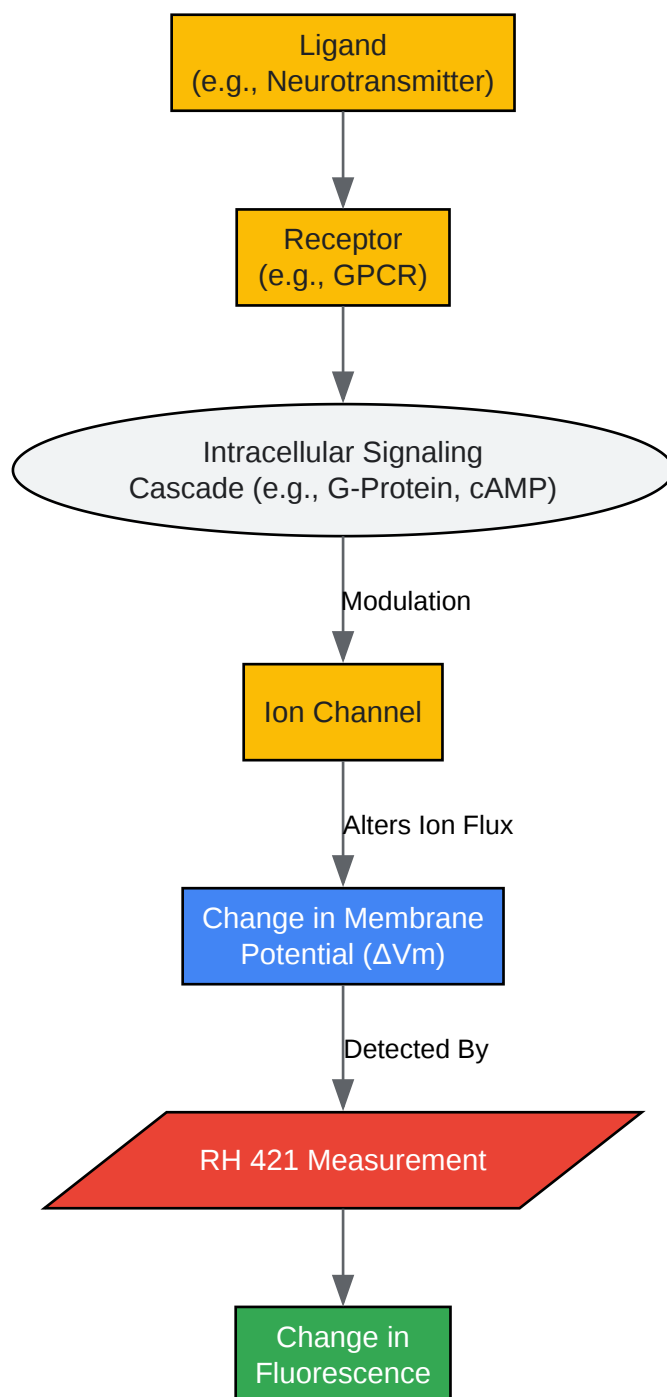 Ligand
(e.g., Neurotransmitter)
Receptor
(e.g., GPCR)
Intracellular Signaling
Cascade (e.g., G-Protein, cAMP)
Modulation
Ion Channel
Alters Ion Flux
Change in Membrane
Potential (ΔVm)
Detected By
RH 421 Measurement
Change in
Fluorescence